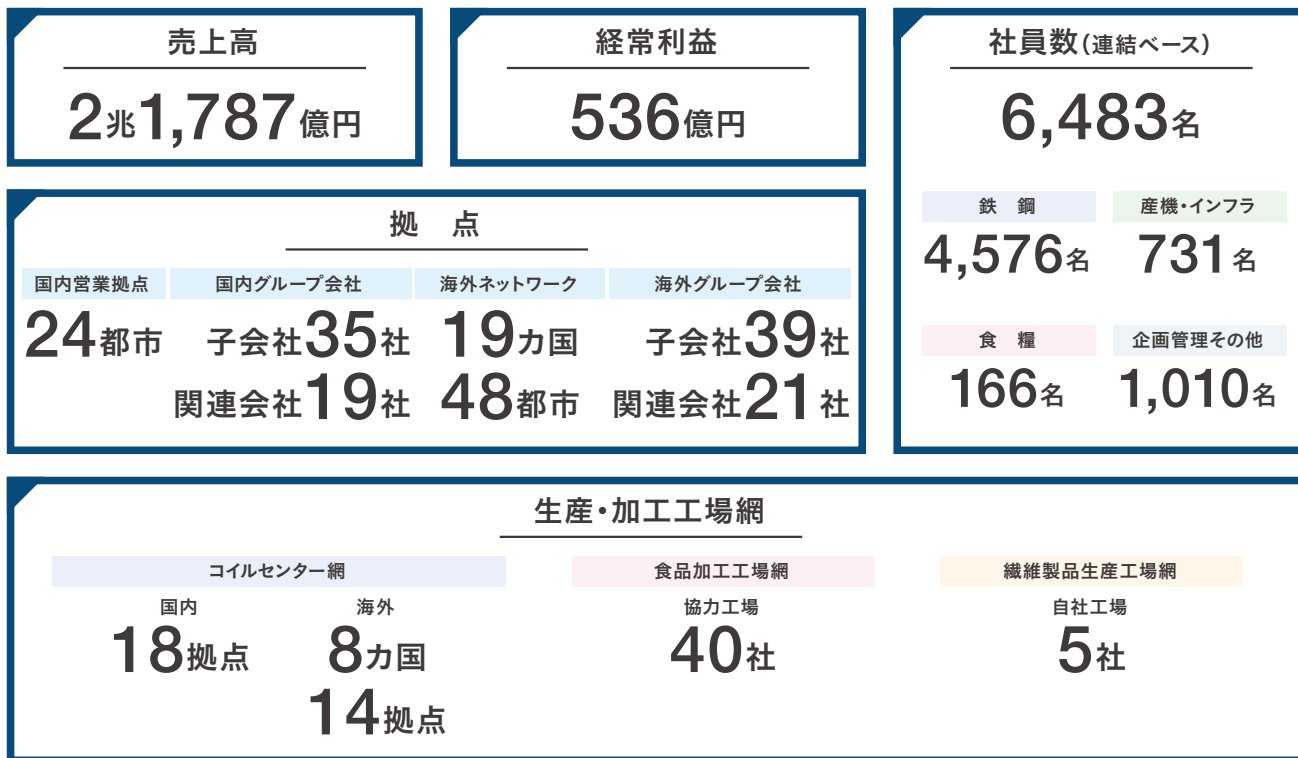 売上高
2兆1,787億円
経常利益
536億円
社員数(連結ベース)
6,483名
鉄 鋼
4,576名
産機・インフラ
731名
食 糧
166名
企画管理その他
1,010名
拠 点
国内営業拠点
24都市
国内グループ会社
子会社35社
関連会社19社
海外ネットワーク
19カ国
48都市
海外グループ会社
子会社39社
関連会社21社
生産・加工工場網
コイルセンター網
国内
18拠点
海外
8カ国
14拠点
食品加工工場網
協力工場
40社
繊維製品生産工場網
自社工場
5社